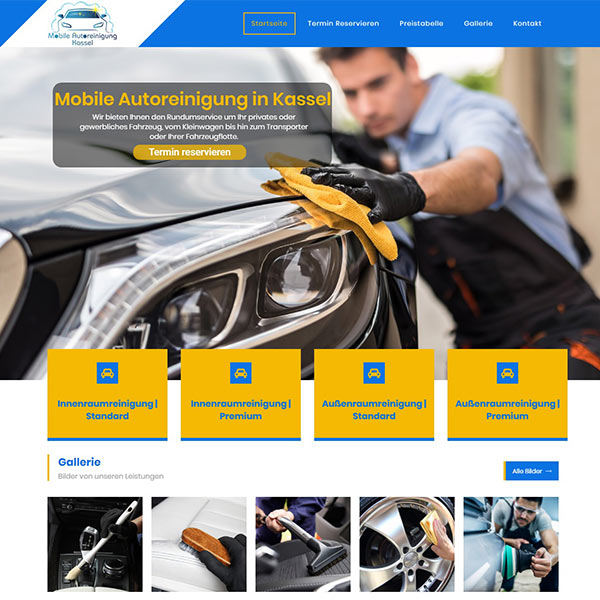 Mobile Autoreinigung
Kassel
Startseite Termin Reservieren Preistabelle Gallerie Kontakt
Mobile Autoreinigung in Kassel
Wir bieten Ihnen den Rundumservice um Ihr privates oder
gewerbliches Fahrzeug, vom Kleinwagen bis hin zum Transporter
oder Ihrer Fahrzeugflotte.
Termin reservieren
Innenraumreinigung |
Standard
Innenraumreinigung |
Premium
Außenraumreinigung |
Standard
Außenraumreinigung |
Premium
Gallerie
Bilder von unseren Leistungen
Alle Bilder →